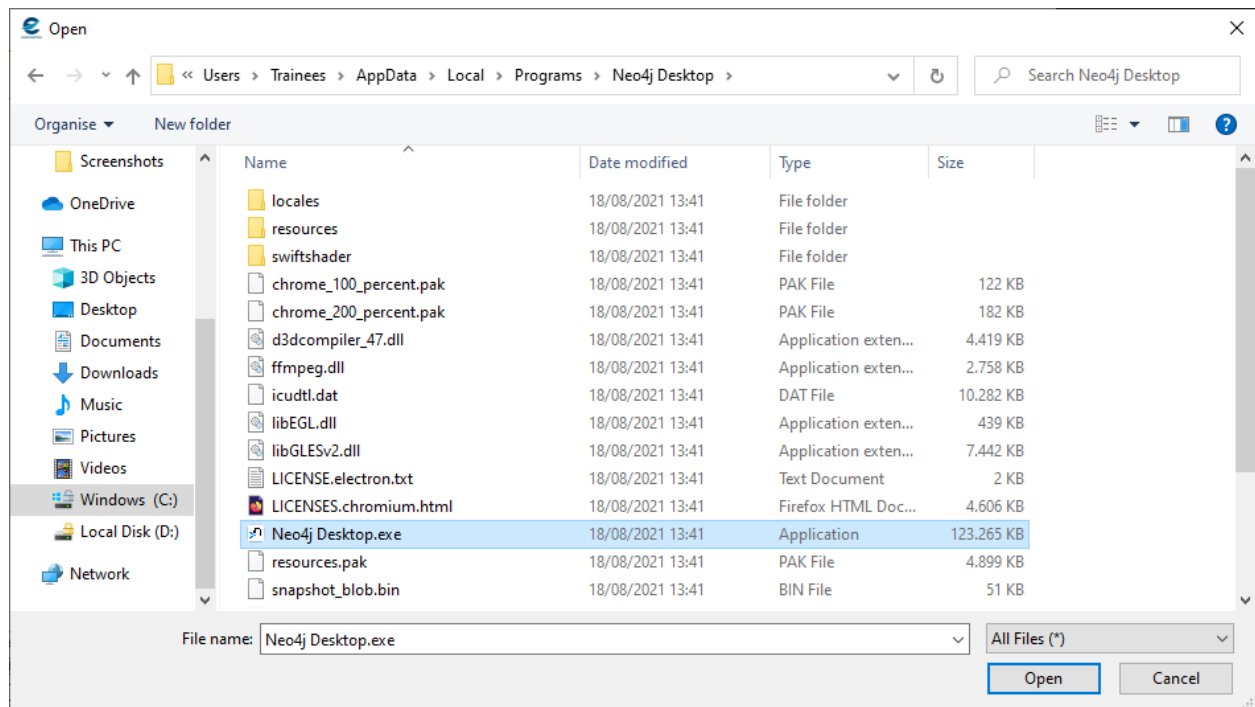 Open
« Users > Trainees > AppData > Local > Programs > Neo4j Desktop >
Search Neo4j Desktop
Organise New folder
Name Date modified Type Size
Screenshots
OneDrive
This PC
3D Objects
Desktop
Documents
Downloads
Music
Pictures
Videos
Windows (C:)
Local Disk (D:)
Network
locales 18/08/2021 13:41 File folder
resources 18/08/2021 13:41 File folder
swiftshader 18/08/2021 13:41 File folder
chrome_100_percent.pak 18/08/2021 13:41 PAK File 122 KB
chrome_200_percent.pak 18/08/2021 13:41 PAK File 182 KB
d3dcompiler_47.dll 18/08/2021 13:41 Application exten... 4.419 KB
ffmpeg.dll 18/08/2021 13:41 Application exten... 2.758 KB
icudtl.dat 18/08/2021 13:41 DAT File 10.282 KB
libEGL.dll 18/08/2021 13:41 Application exten... 439 KB
libGLESv2.dll 18/08/2021 13:41 Application exten... 7.442 KB
LICENSE.electron.txt 18/08/2021 13:41 Text Document 2 KB
LICENSES.chromium.html 18/08/2021 13:41 Firefox HTML Doc... 4.606 KB
Neo4j Desktop.exe 18/08/2021 13:41 Application 123.265 KB
resources.pak 18/08/2021 13:41 PAK File 4.899 KB
snapshot_blob.bin 18/08/2021 13:41 BIN File 51 KB
File name: Neo4j Desktop.exe All Files (*)
Open Cancel